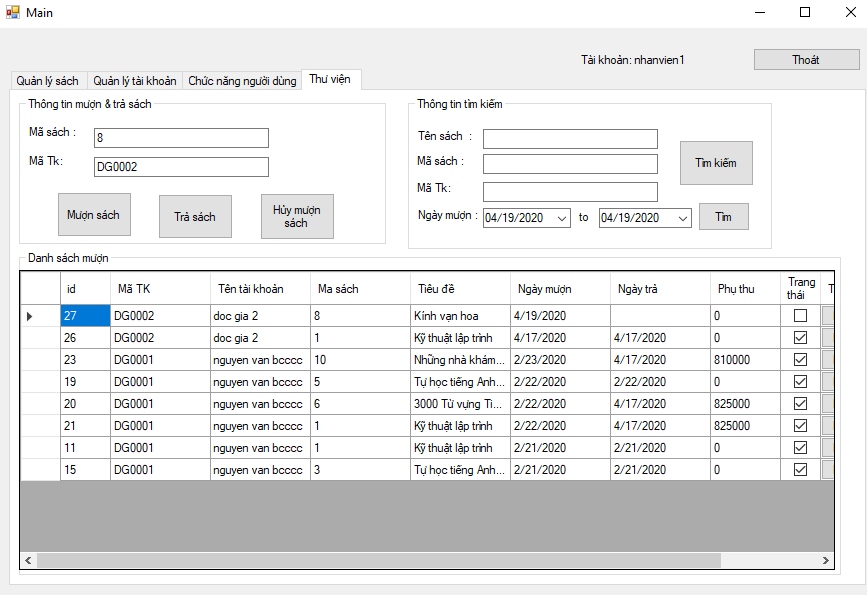 Main
Tài khoản: nhanvien1
Thoát
Quản lý sách Quản lý tài khoản Chức năng người dùng Thư viện
Thông tin mượn & trả sách
Mã sách :
8
Mã Tk:
DG0002
Mượn sách
Trả sách
Hủy mượn
sách
Thông tin tìm kiếm
Tên sách :
Mã sách :
Mã Tk:
Tìm kiếm
Ngày mượn : 04/19/2020 to 04/19/2020 Tìm
Danh sách mượn
id Mã TK Tên tài khoản Ma sách Tiêu đề Ngày mượn Ngày trả Phụ thu Trang thái T
27 DG0002 doc gia 2 8 Kính vạn hoa 4/19/2020 0
26 DG0002 doc gia 2 1 Kỹ thuật lập trình 4/17/2020 4/17/2020 0
23 DG0001 nguyen van bcccc 10 Những nhà khám... 2/23/2020 4/17/2020 810000
19 DG0001 nguyen van bcccc 5 Tự học tiếng Anh... 2/22/2020 2/22/2020 0
20 DG0001 nguyen van bcccc 6 3000 Từ vựng Ti... 2/22/2020 4/17/2020 825000
21 DG0001 nguyen van bcccc 1 Kỹ thuật lập trình 2/22/2020 4/17/2020 825000
11 DG0001 nguyen van bcccc 1 Kỹ thuật lập trình 2/21/2020 2/21/2020 0
15 DG0001 nguyen van bcccc 3 Tự học tiếng Anh... 2/21/2020 2/21/2020 0